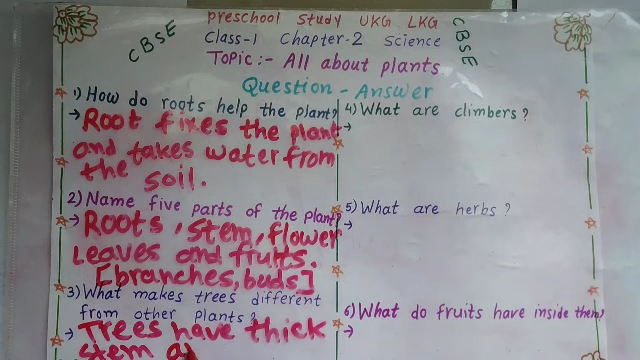 Preschool Study UKG LKG
CBSE
Class-1 Chapter-2 Science
CBSE
Topic:- All about plants
Question - Answer
1) How do roots help the plant?
→ Root fixes the plant
and takes water from
the soil.
2) Name five parts of the plant?
→ Roots, stem, flower
Leaves and fruits.
[branches, buds]
3) What makes trees different
from other plants?
→ Trees have thick
stem a
4) What are climbers?
→
5) What are herbs?
→
6) What do fruits have inside them?
→